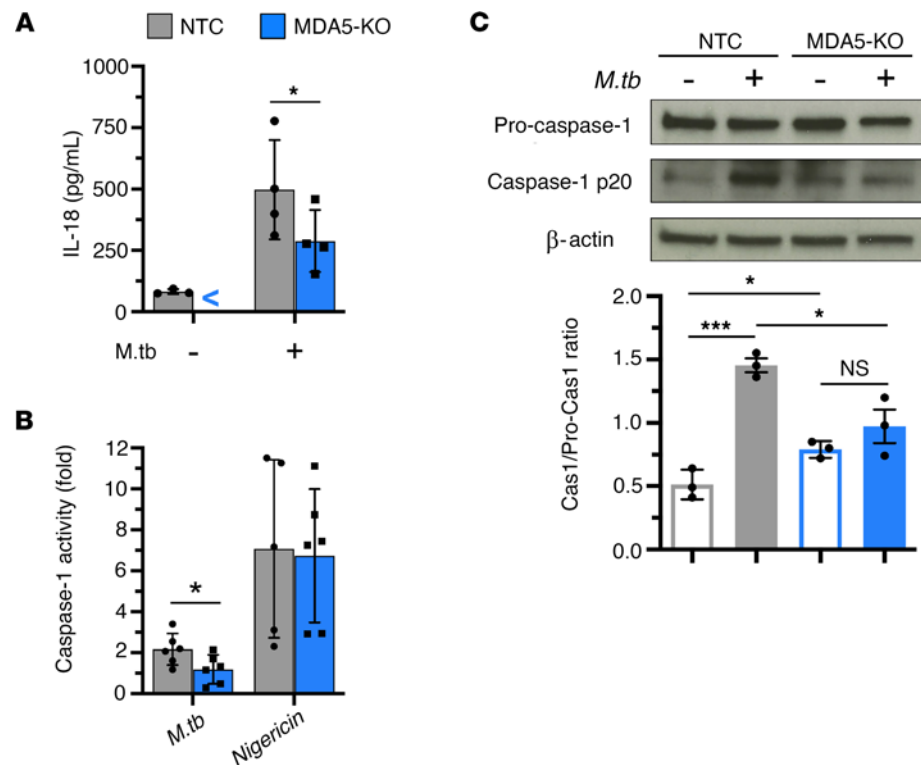 A
NTC
MDA5-KO
1000
750
500
250
0
IL-18 (pg/mL)
*
<
M.tb - +
B
12
10
8
6
4
2
0
Caspase-1 activity (fold)
*
M.tb
Nigericin
C
NTC MDA5-KO
M.tb - + - +
Pro-caspase-1
Caspase-1 p20
β-actin
2.0
1.5
1.0
0.5
0.0
Cas1/Pro-Cas1 ratio
*
*** *
NS